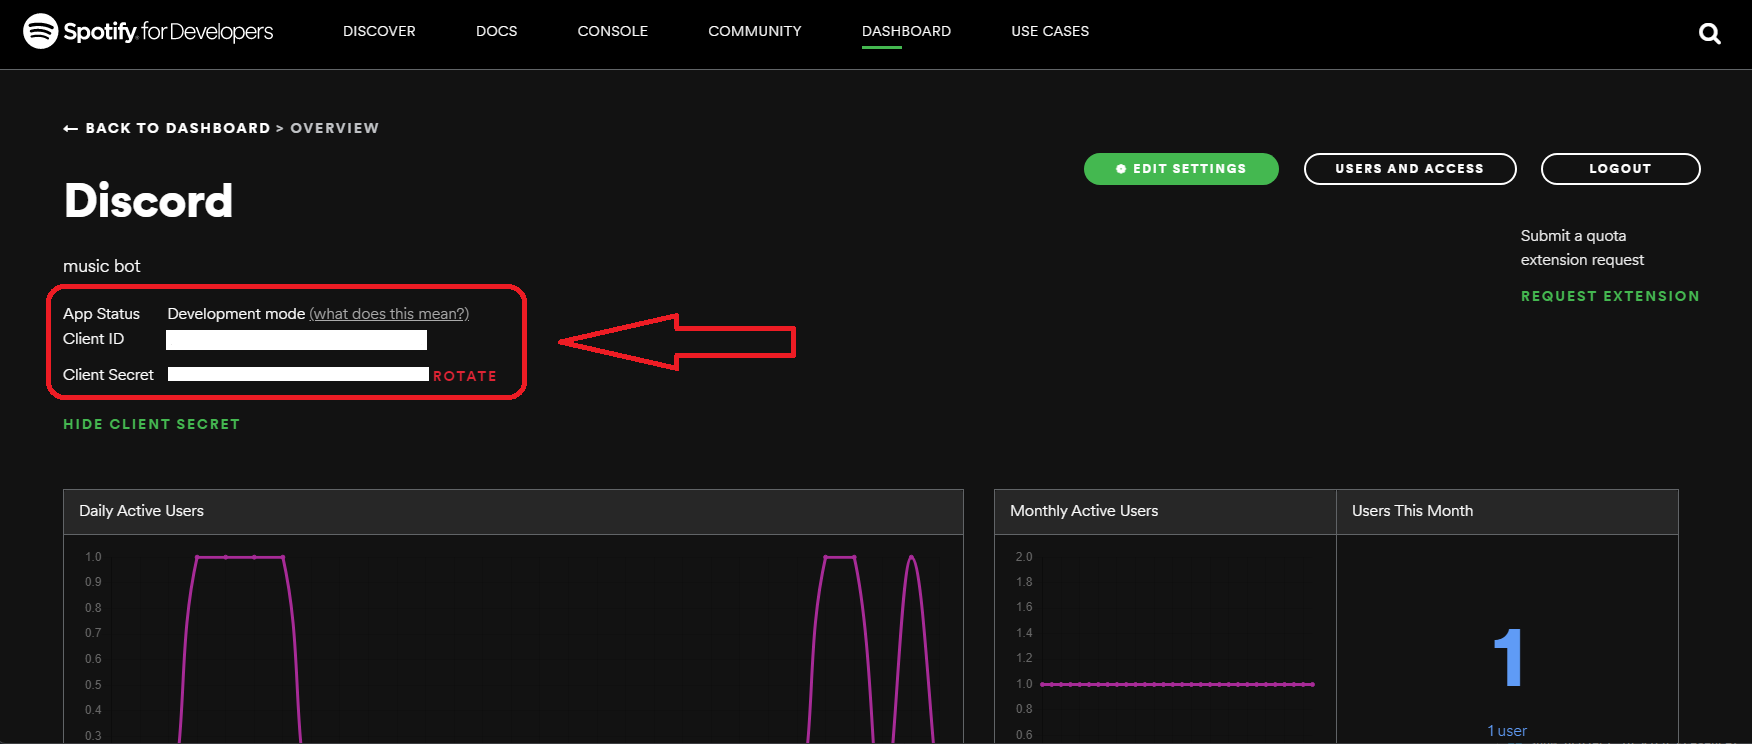 Spotify for Developers
DISCOVER DOCS CONSOLE COMMUNITY DASHBOARD USE CASES
← BACK TO DASHBOARD > OVERVIEW
EDIT SETTINGS USERS AND ACCESS LOGOUT
Discord
Submit a quota
extension request
music bot
REQUEST EXTENSION
App Status Development mode (what does this mean?)
Client ID
Client Secret ROTATE
HIDE CLIENT SECRET
Daily Active Users
1.0
0.9
0.8
0.7
0.6
0.5
0.4
0.3
Monthly Active Users
2.0
1.8
1.6
1.4
1.2
1.0
0.8
0.6
Users This Month
1
1 user